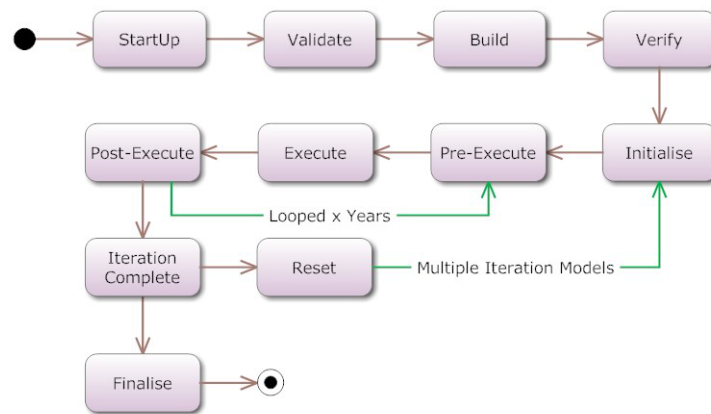 StartUp
Validate
Build
Verify
Post-Execute
Execute
Pre-Execute
Initialise
Looped x Years
Iteration
Complete
Reset
Multiple Iteration Models
Finalise